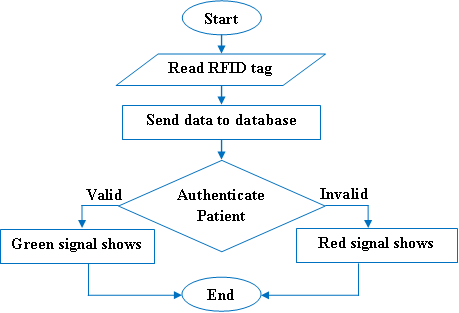 Start
Read RFID tag
Send data to database
Valid
Authenticate
Patient
Invalid
Green signal shows
Red signal shows
End